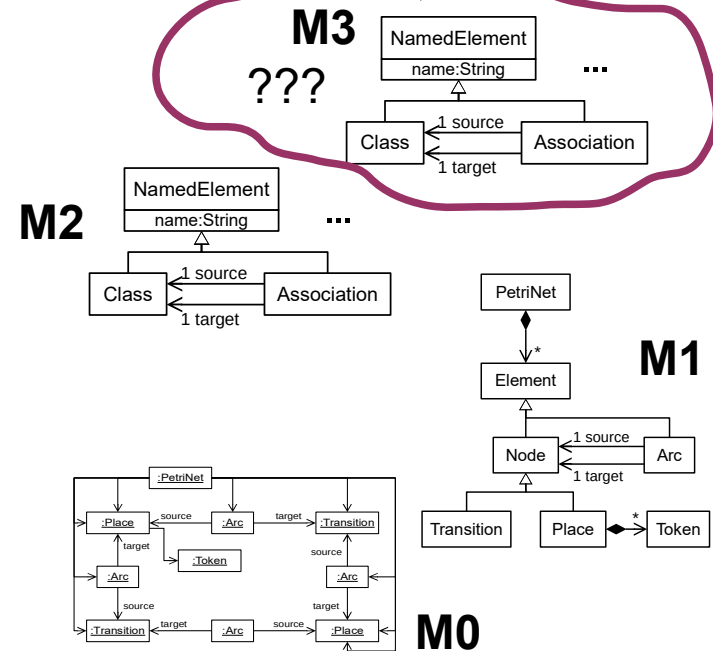 M3
NamedElement
name:String
...
???
1 source
Class
Association
1 target
NamedElement
name:String
...
M2
1 source
Class
Association
1 target
PetriNet
*
M1
Element
1 source
Node
Arc
1 target
*
Transition
Place
Token
:PetriNet
:Place
source
:Arc
target
:Transition
target
:Token
source
:Arc
:Arc
source
target
:Transition
target
:Arc
source
:Place
M0